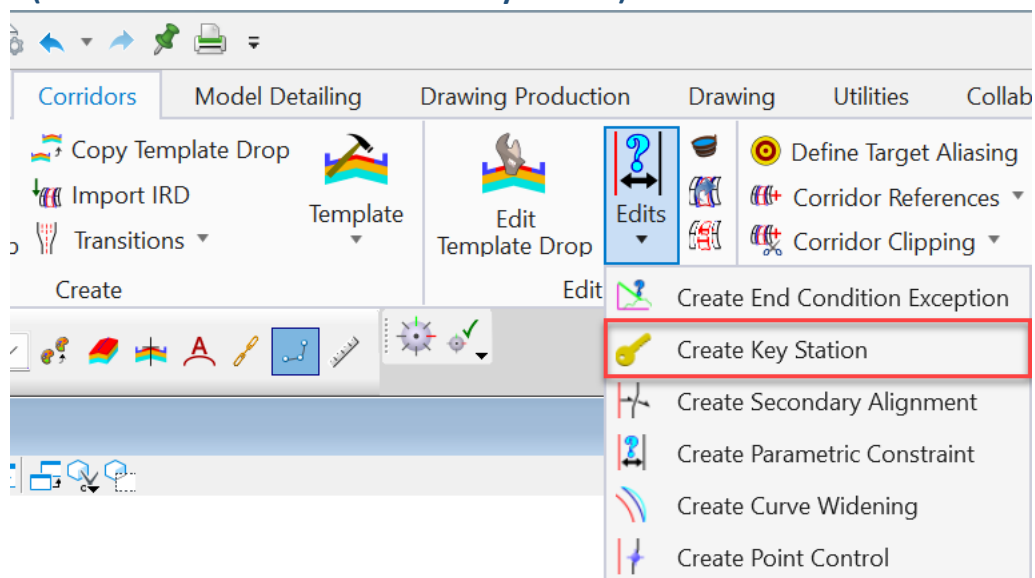 Corridors Model Detailing Drawing Production Drawing Utilities Collab
Copy Template Drop
Import IRD
Transitions
Template
Edit
Template Drop
Edits
Define Target Aliasing
Corridor References
Corridor Clipping
Create
Edit
Create End Condition Exception
Create Key Station
Create Secondary Alignment
Create Parametric Constraint
Create Curve Widening
Create Point Control